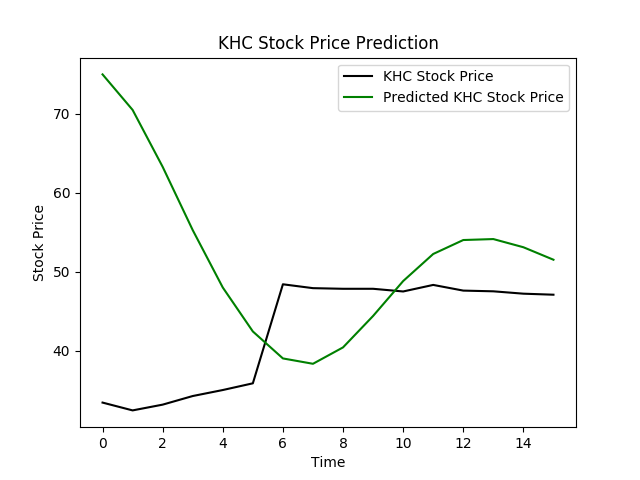 KHC Stock Price Prediction
KHC Stock Price
Predicted KHC Stock Price
Stock Price
70
60
50
40
0 2 4 6 8 10 12 14
Time